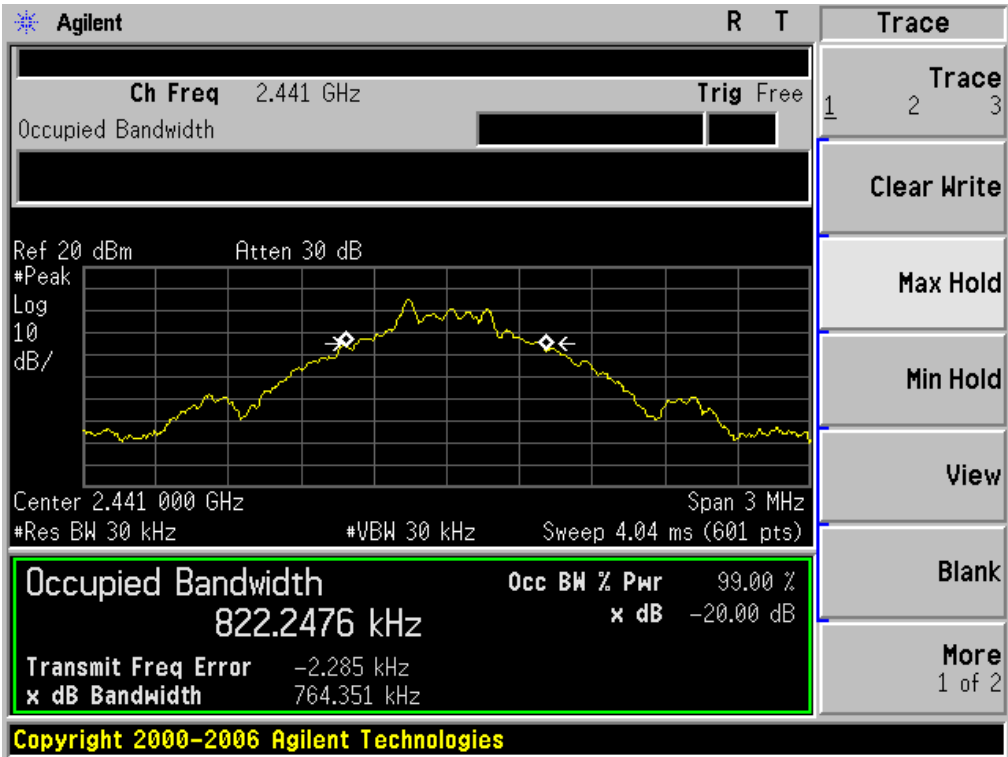 Agilent R T Trace
Ch Freq 2.441 GHz Trig Free
Occupied Bandwidth
Trace
1 2 3
Clear Write
Max Hold
Min Hold
View
Blank
More
1 of 2
Ref 20 dBm Atten 30 dB
#Peak
Log
10
dB/
Center 2.441 000 GHz Span 3 MHz
#Res BW 30 kHz #VBW 30 kHz Sweep 4.04 ms (601 pts)
Occupied Bandwidth Occ BW % Pwr 99.00 %
822.2476 kHz x dB -20.00 dB
Transmit Freq Error -2.285 kHz
x dB Bandwidth 764.351 kHz
Copyright 2000-2006 Agilent Technologies